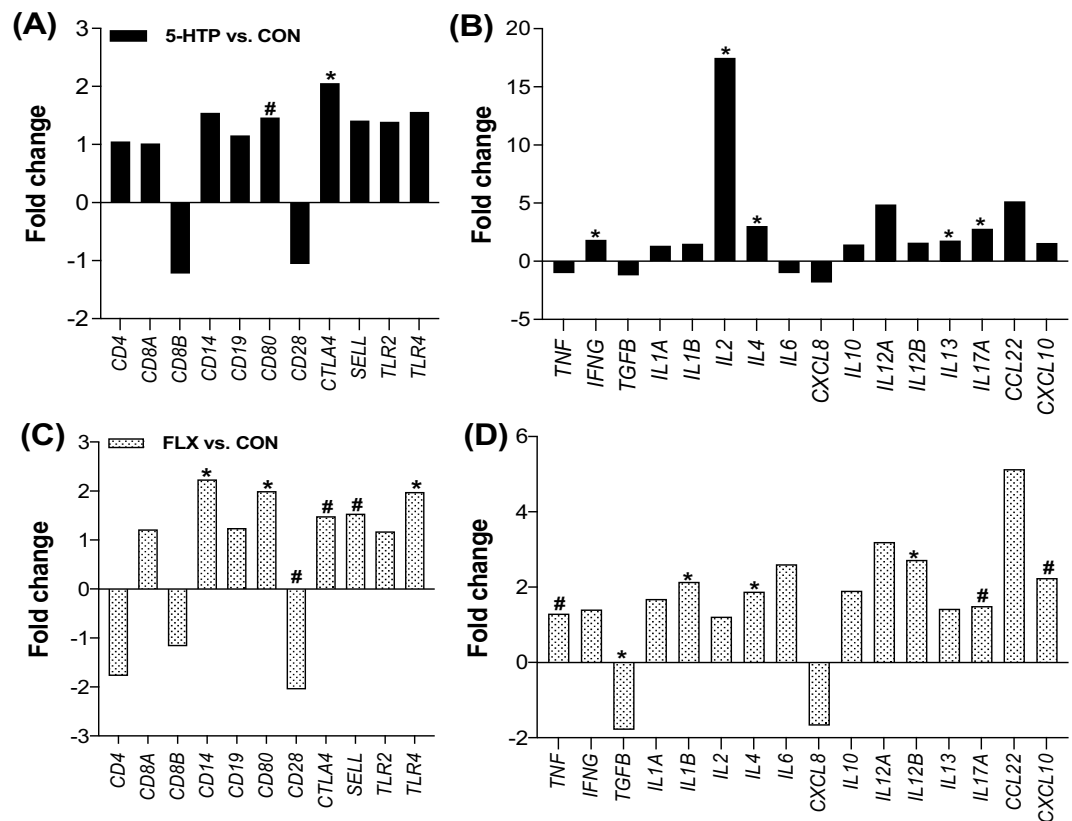 (A)
5-HTP vs. CON
Fold change
3
2
1
0
-1
-2
*
#
CD4
CD8A
CD8B
CD14
CD19
CD80
CD28
CTLA4
SELL
TLR2
TLR4
(B)
Fold change
20
15
10
5
0
-5
*
*
*
*
*
TNF
IFNG
TGFB
IL1A
IL1B
IL2
IL4
IL6
CXCL8
IL10
IL12A
IL12B
IL13
IL17A
CCL22
CXCL10
(C)
FLX vs. CON
Fold change
3
2
1
0
-1
-2
-3
*
*
#
#
#
*
CD4
CD8A
CD8B
CD14
CD19
CD80
CD28
CTLA4
SELL
TLR2
TLR4
(D)
Fold change
6
4
2
0
-2
#
*
*
*
*
#
#
TNF
IFNG
TGFB
IL1A
IL1B
IL2
IL4
IL6
CXCL8
IL10
IL12A
IL12B
IL13
IL17A
CCL22
CXCL10